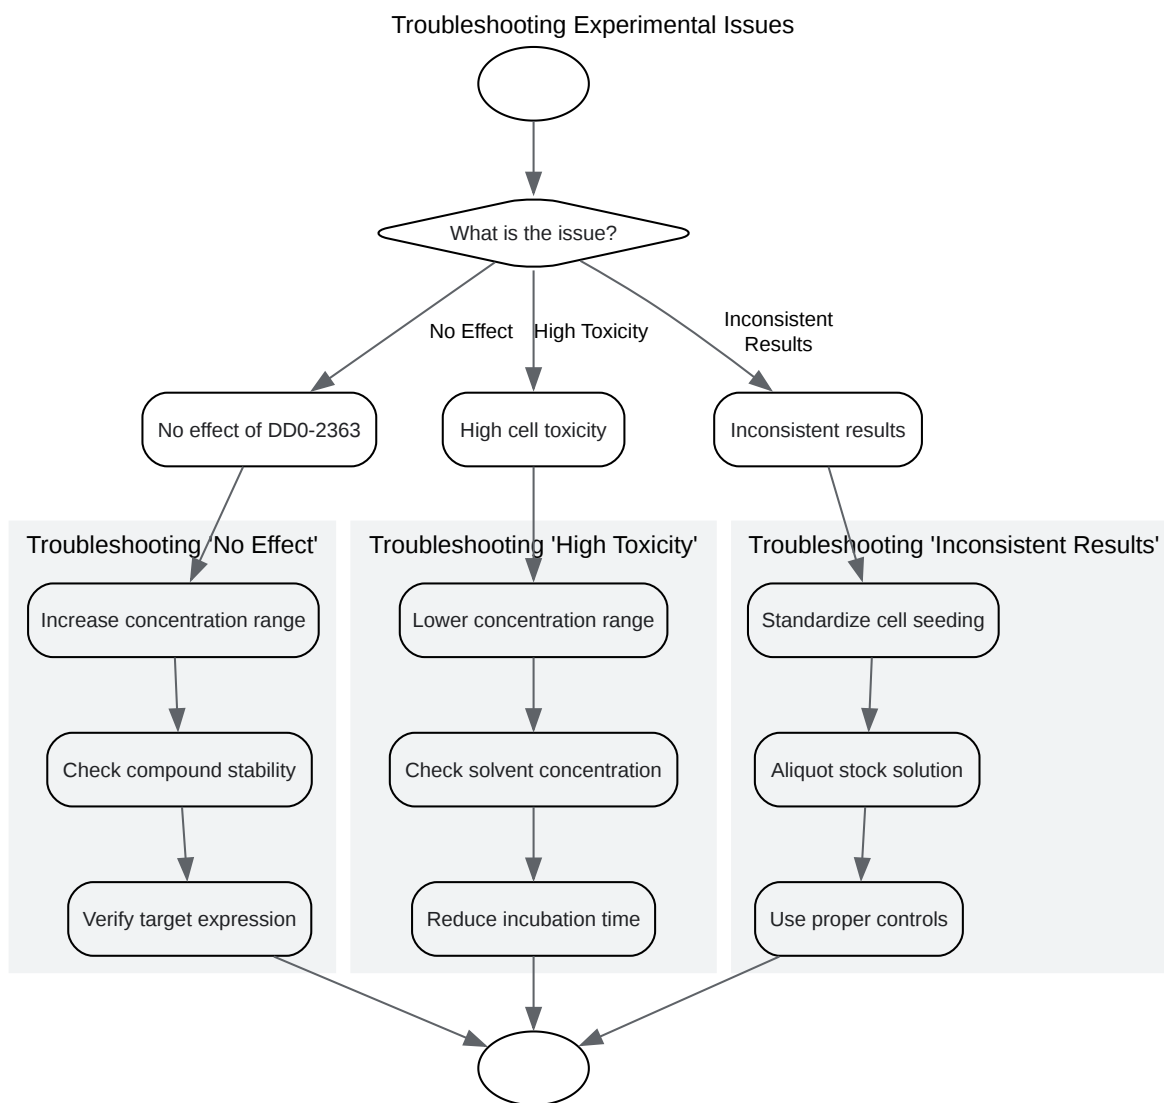 Troubleshooting Experimental Issues
What is the issue?
No Effect
High Toxicity
Inconsistent
Results
No effect of DD0-2363
High cell toxicity
Inconsistent results
Troubleshooting 'No Effect'
Troubleshooting 'High Toxicity'
Troubleshooting 'Inconsistent Results'
Increase concentration range
Lower concentration range
Standardize cell seeding
Check compound stability
Check solvent concentration
Aliquot stock solution
Verify target expression
Reduce incubation time
Use proper controls